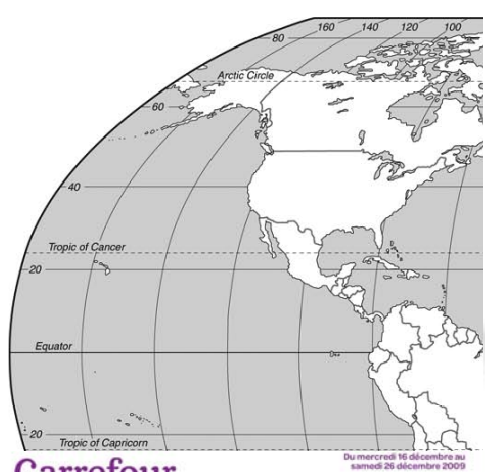 160 140 120 100
80
Arctic Circle
60
40
Tropic of Cancer
20
Equator
20
Tropic of Capricorn
Carrefour
Du mercredi 16 décembre au
samedi 26 décembre 2009